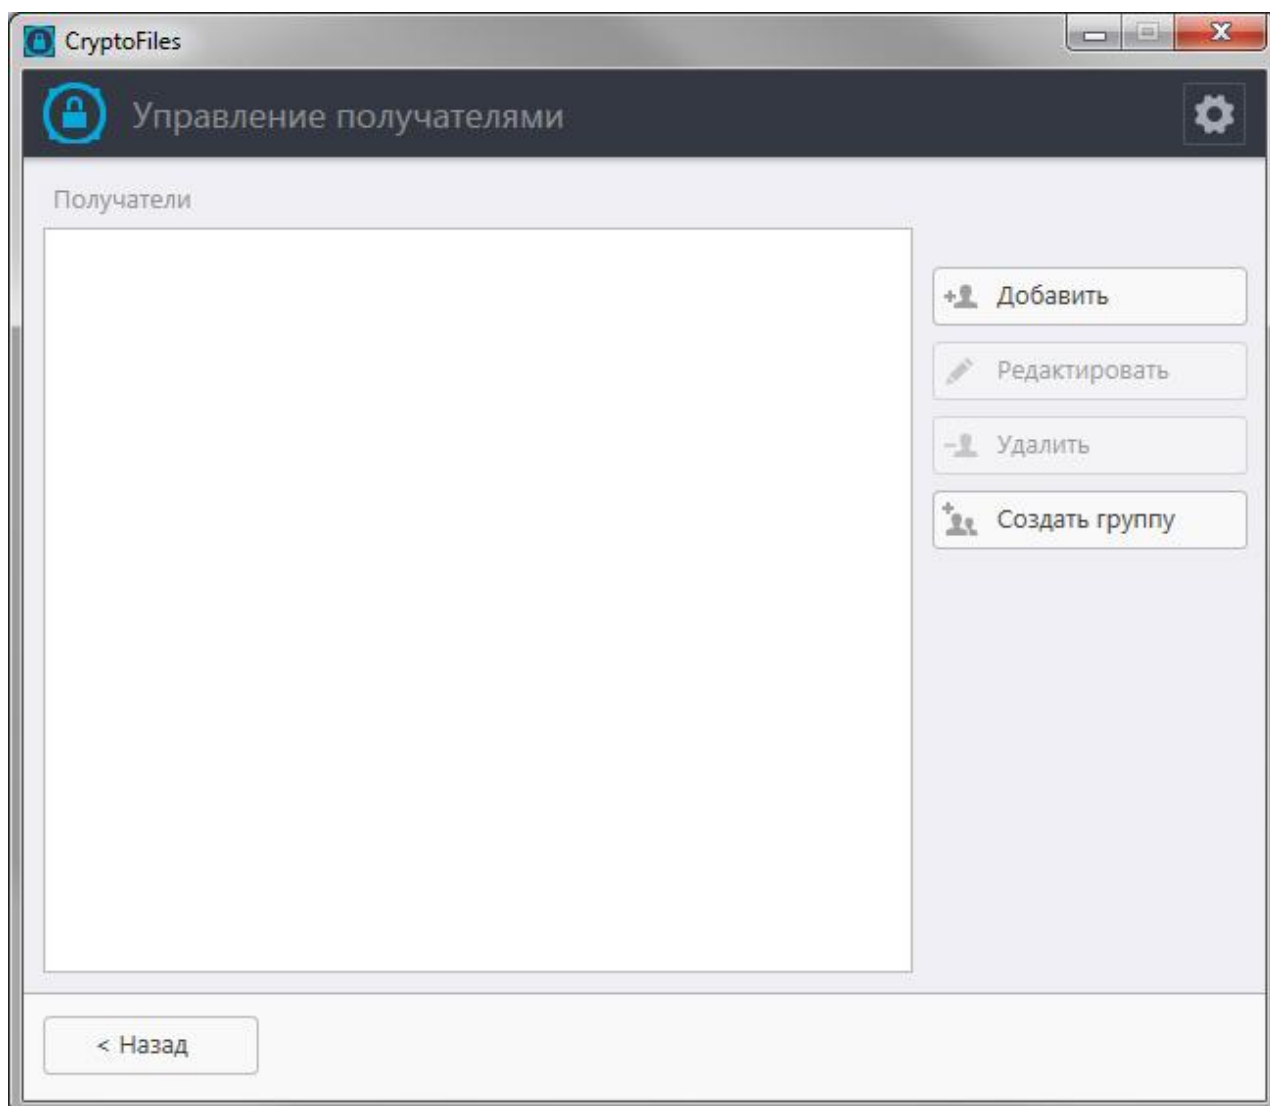 CryptoFiles
Управление получателями
Получатели
Добавить
Редактировать
Удалить
Создать группу
< Назад